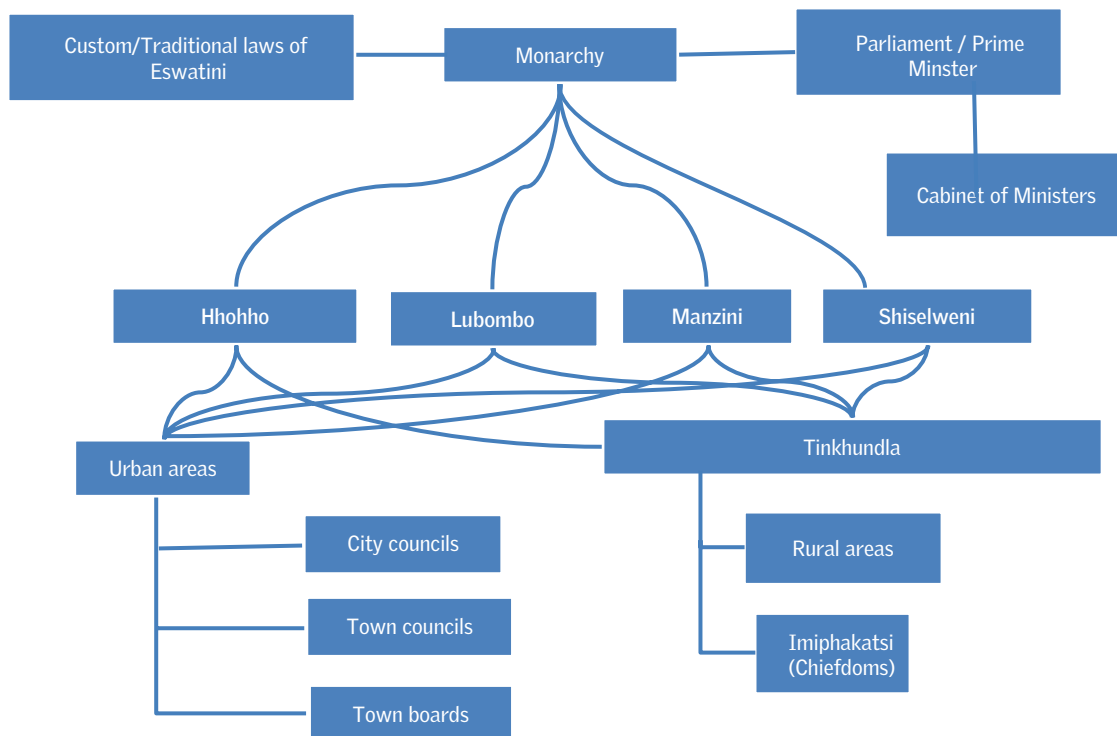 Custom/Traditional laws of
Eswatini
Monarchy
Parliament / Prime
Minster
Cabinet of Ministers
Hhohho
Lubombo
Manzini
Shiselweni
Urban areas
Tinkhundla
City councils
Rural areas
Town councils
Imiphakatsi
(Chiefdoms)
Town boards